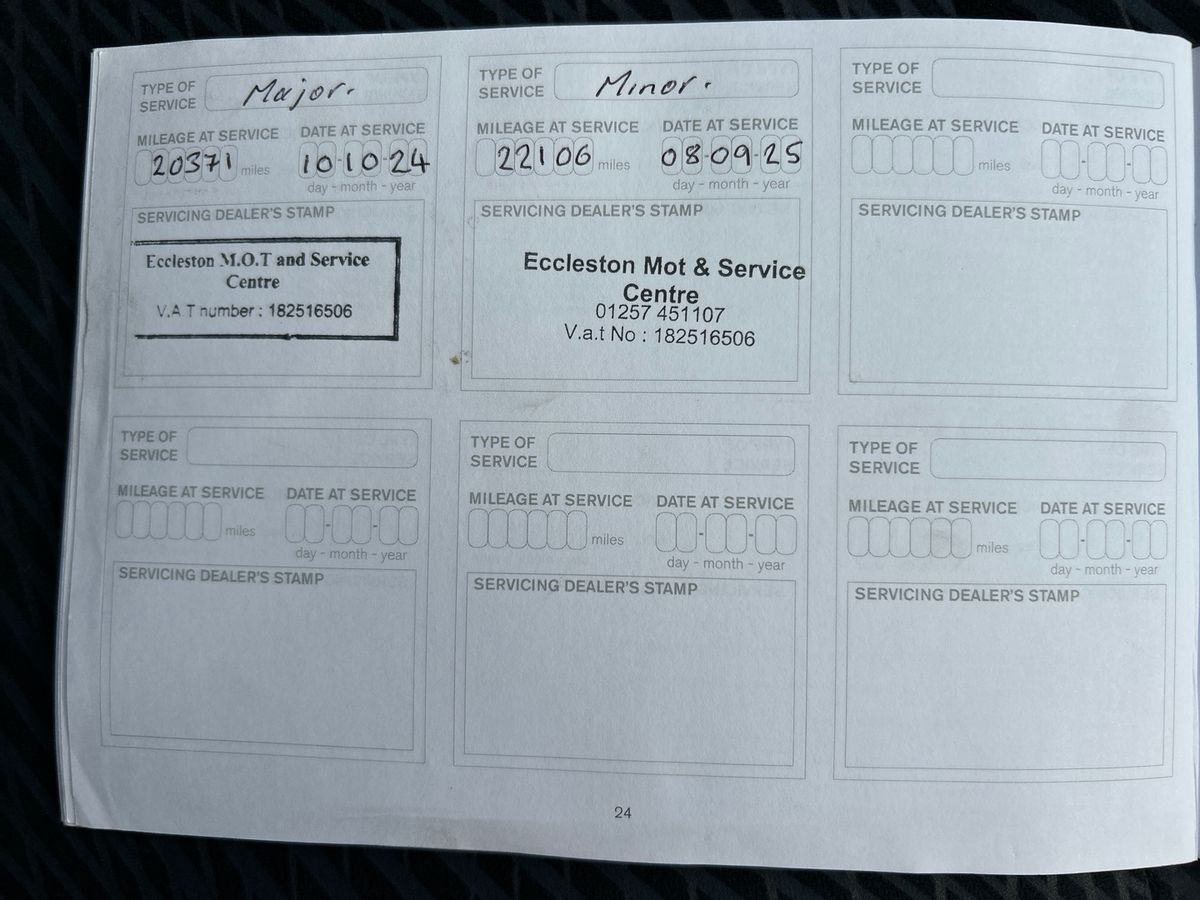 TYPE OF
SERVICE
Major.
MILEAGE AT SERVICE
20371 miles
DATE AT SERVICE
10-10-24
day - month - year
SERVICING DEALER'S STAMP
Eccleston M.O.T and Service
Centre
V.A.T number : 182516506
TYPE OF
SERVICE
Minor.
MILEAGE AT SERVICE
22106 miles
DATE AT SERVICE
08-09-25
day - month - year
SERVICING DEALER'S STAMP
Eccleston Mot & Service
Centre
01257 451107
V.a.t No : 182516506
TYPE OF
SERVICE
MILEAGE AT SERVICE
miles
DATE AT SERVICE
day - month - year
SERVICING DEALER'S STAMP
TYPE OF
SERVICE
MILEAGE AT SERVICE
miles
DATE AT SERVICE
day - month - year
SERVICING DEALER'S STAMP
TYPE OF
SERVICE
MILEAGE AT SERVICE
miles
DATE AT SERVICE
day - month - year
SERVICING DEALER'S STAMP
TYPE OF
SERVICE
MILEAGE AT SERVICE
miles
DATE AT SERVICE
day - month - year
SERVICING DEALER'S STAMP
24